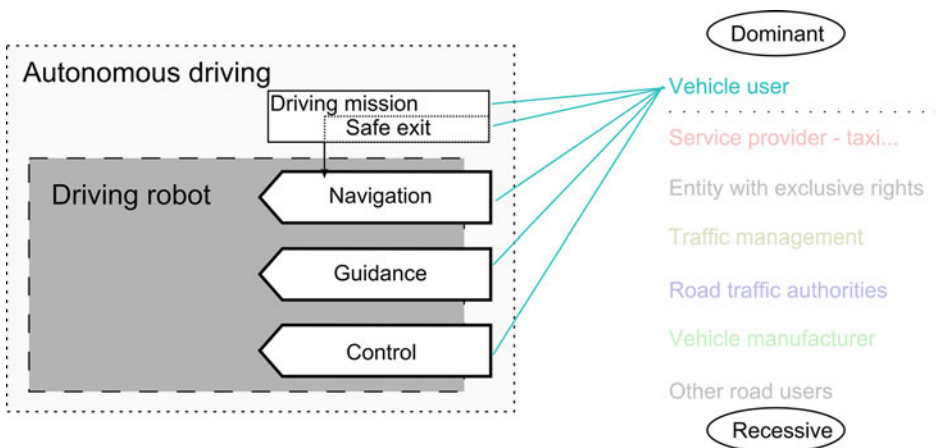 Dominant
Autonomous driving
Vehicle user
Driving mission
Safe exit
Service provider - taxi...
Driving robot
Navigation
Entity with exclusive rights
Traffic management
Guidance
Road traffic authorities
Control
Vehicle manufacturer
Other road users
Recessive